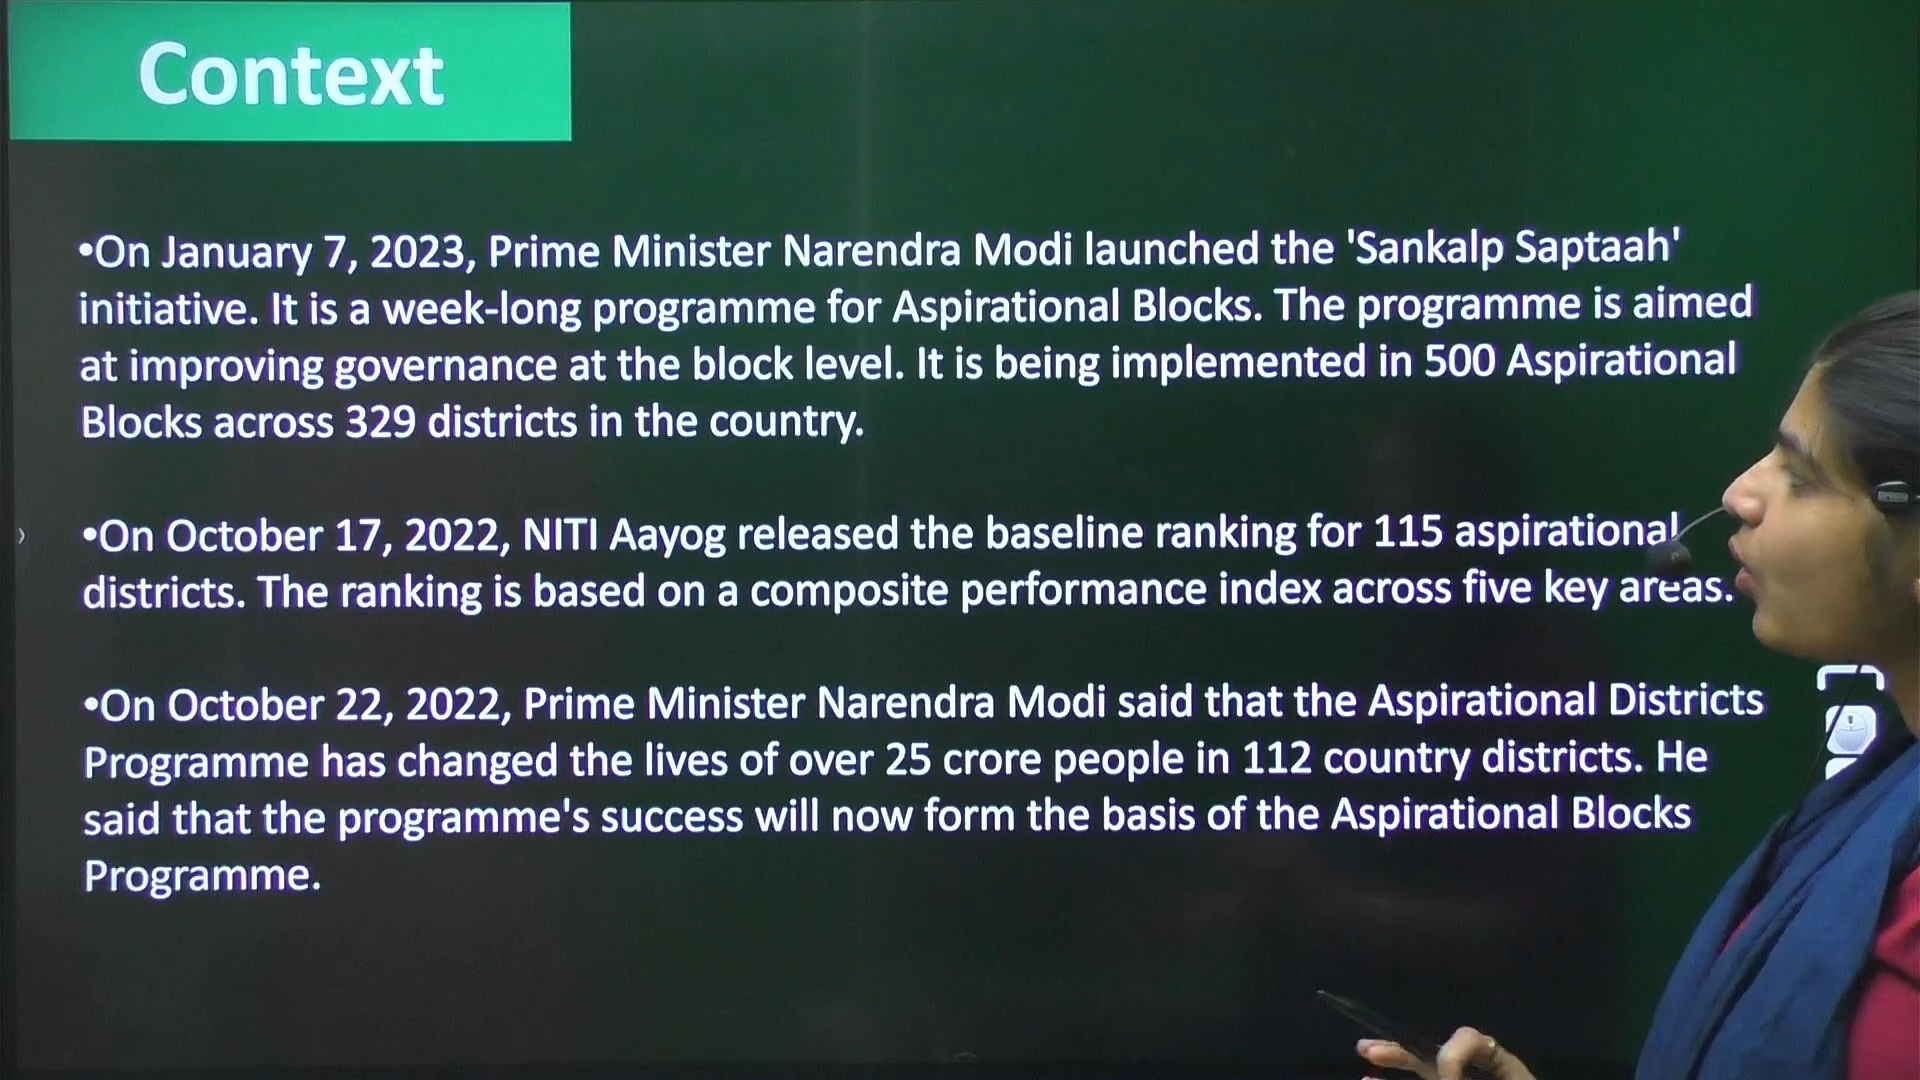 Context
•On January 7, 2023, Prime Minister Narendra Modi launched the 'Sankalp Saptaah'
initiative. It is a week-long programme for Aspirational Blocks. The programme is aimed
at improving governance at the block level. It is being implemented in 500 Aspirational
Blocks across 329 districts in the country.
•On October 17, 2022, NITI Aayog released the baseline ranking for 115 aspirational
districts. The ranking is based on a composite performance index across five key areas.
•On October 22, 2022, Prime Minister Narendra Modi said that the Aspirational Districts
Programme has changed the lives of over 25 crore people in 112 country districts. He
said that the programme's success will now form the basis of the Aspirational Blocks
Programme.